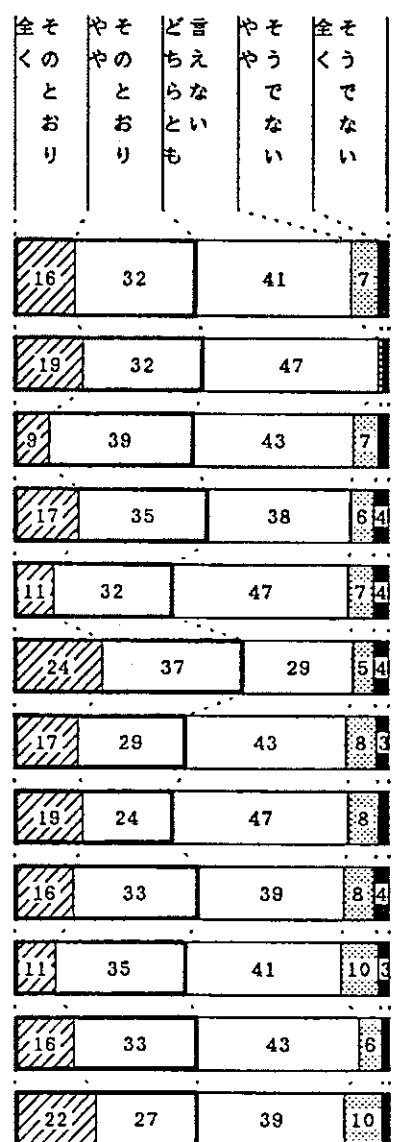 全く
そのとおり
やや
そのとおり
どちらとも
言えない
やや
そうでない
全く
そうでない
16 32 41 7
19 32 47
9 39 43 7
17 35 38 6 4
11 32 47 7 4
24 37 29 5 4
17 29 43 8 3
19 24 47 8
16 33 39 8 4
11 35 41 10 3
16 33 43 6
22 27 39 10